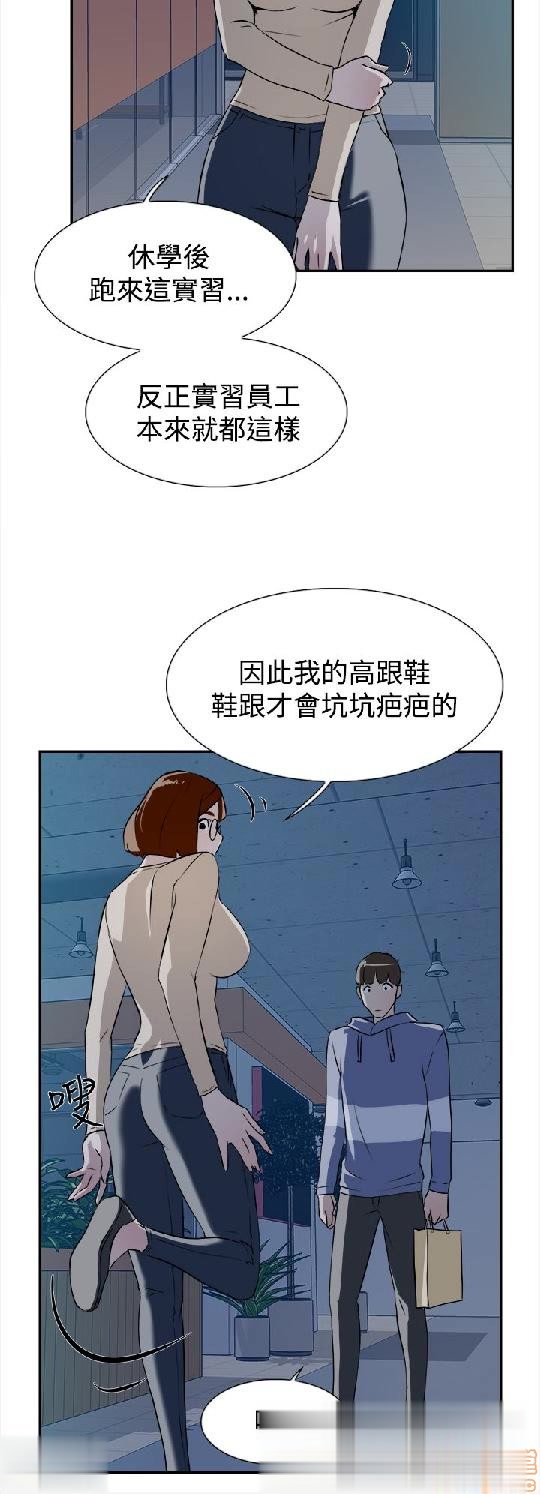 休學後
跑來這實習...
反正實習員工
本來就都這樣
因此我的高跟鞋
鞋跟才會坑坑疤疤的
嗖